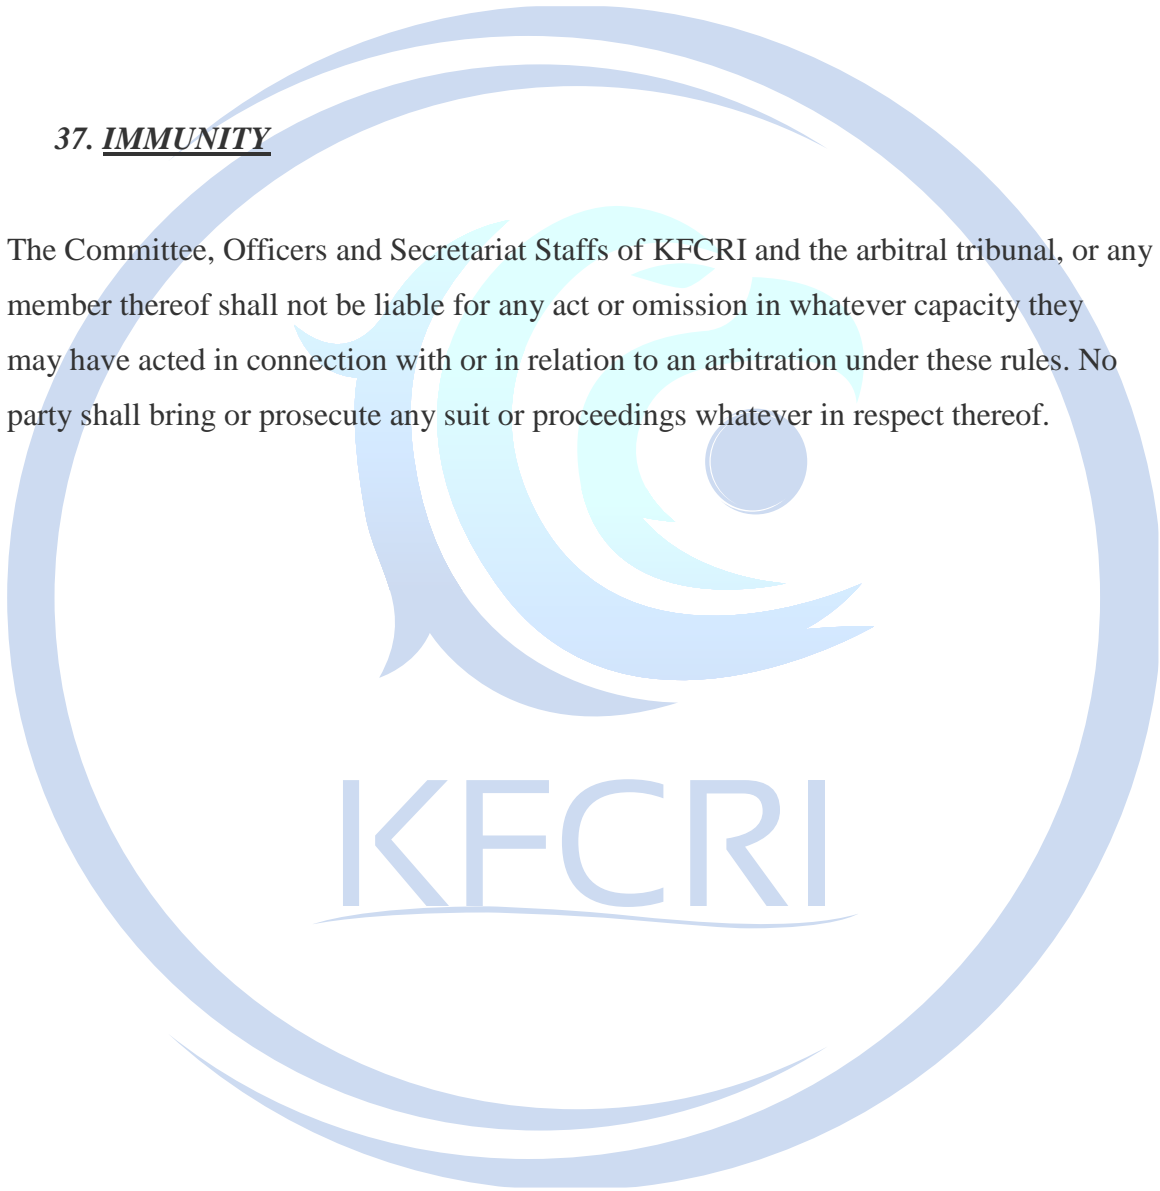 37. IMMUNITY
The Committee, Officers and Secretariat Staffs of KFCRI and the arbitral tribunal, or any
member thereof shall not be liable for any act or omission in whatever capacity they
may have acted in connection with or in relation to an arbitration under these rules. No
party shall bring or prosecute any suit or proceedings whatever in respect thereof.
KFCRI